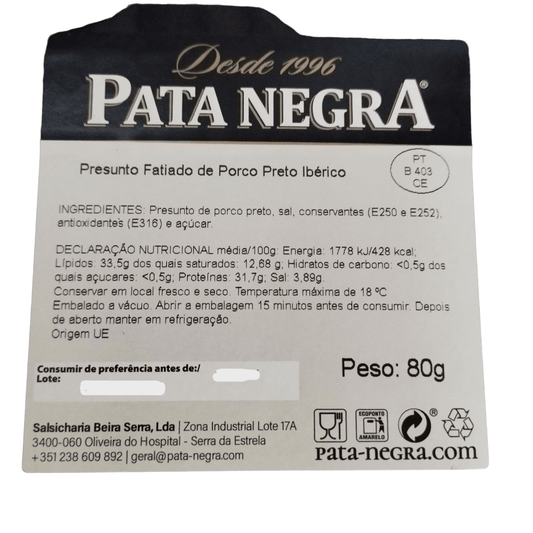 Desde 1996
PATA NEGRA®
Presunto Fatiado de Porco Preto Ibérico
PT
B 403
CE
INGREDIENTES: Presunto de porco preto, sal, conservantes (E250 e E252),
antioxidantes (E316) e açúcar.
DECLARAÇÃO NUTRICIONAL média/100g: Energia: 1778 kJ/428 kcal;
Lípidos: 33,5g dos quais saturados: 12,68 g; Hidratos de carbono: <0,5g dos
quais açucares: <0,5g; Proteínas: 31,7g; Sal: 3,89g.
Conservar em local fresco e seco. Temperatura máxima de 18 ºC
Embalado a vácuo. Abrir a embalagem 15 minutos antes de consumir. Depois
de aberto manter em refrigeração.
Origem UE
Consumir de preferência antes de:/
Lote:
Peso: 80g
Salsicharia Beira Serra, Lda | Zona Industrial Lote 17A
3400-060 Oliveira do Hospital - Serra da Estrela
+351 238 609 892 | geral@pata-negra.com
ECOPONTO
AMARELO
®
PATA-NEGRA.COM